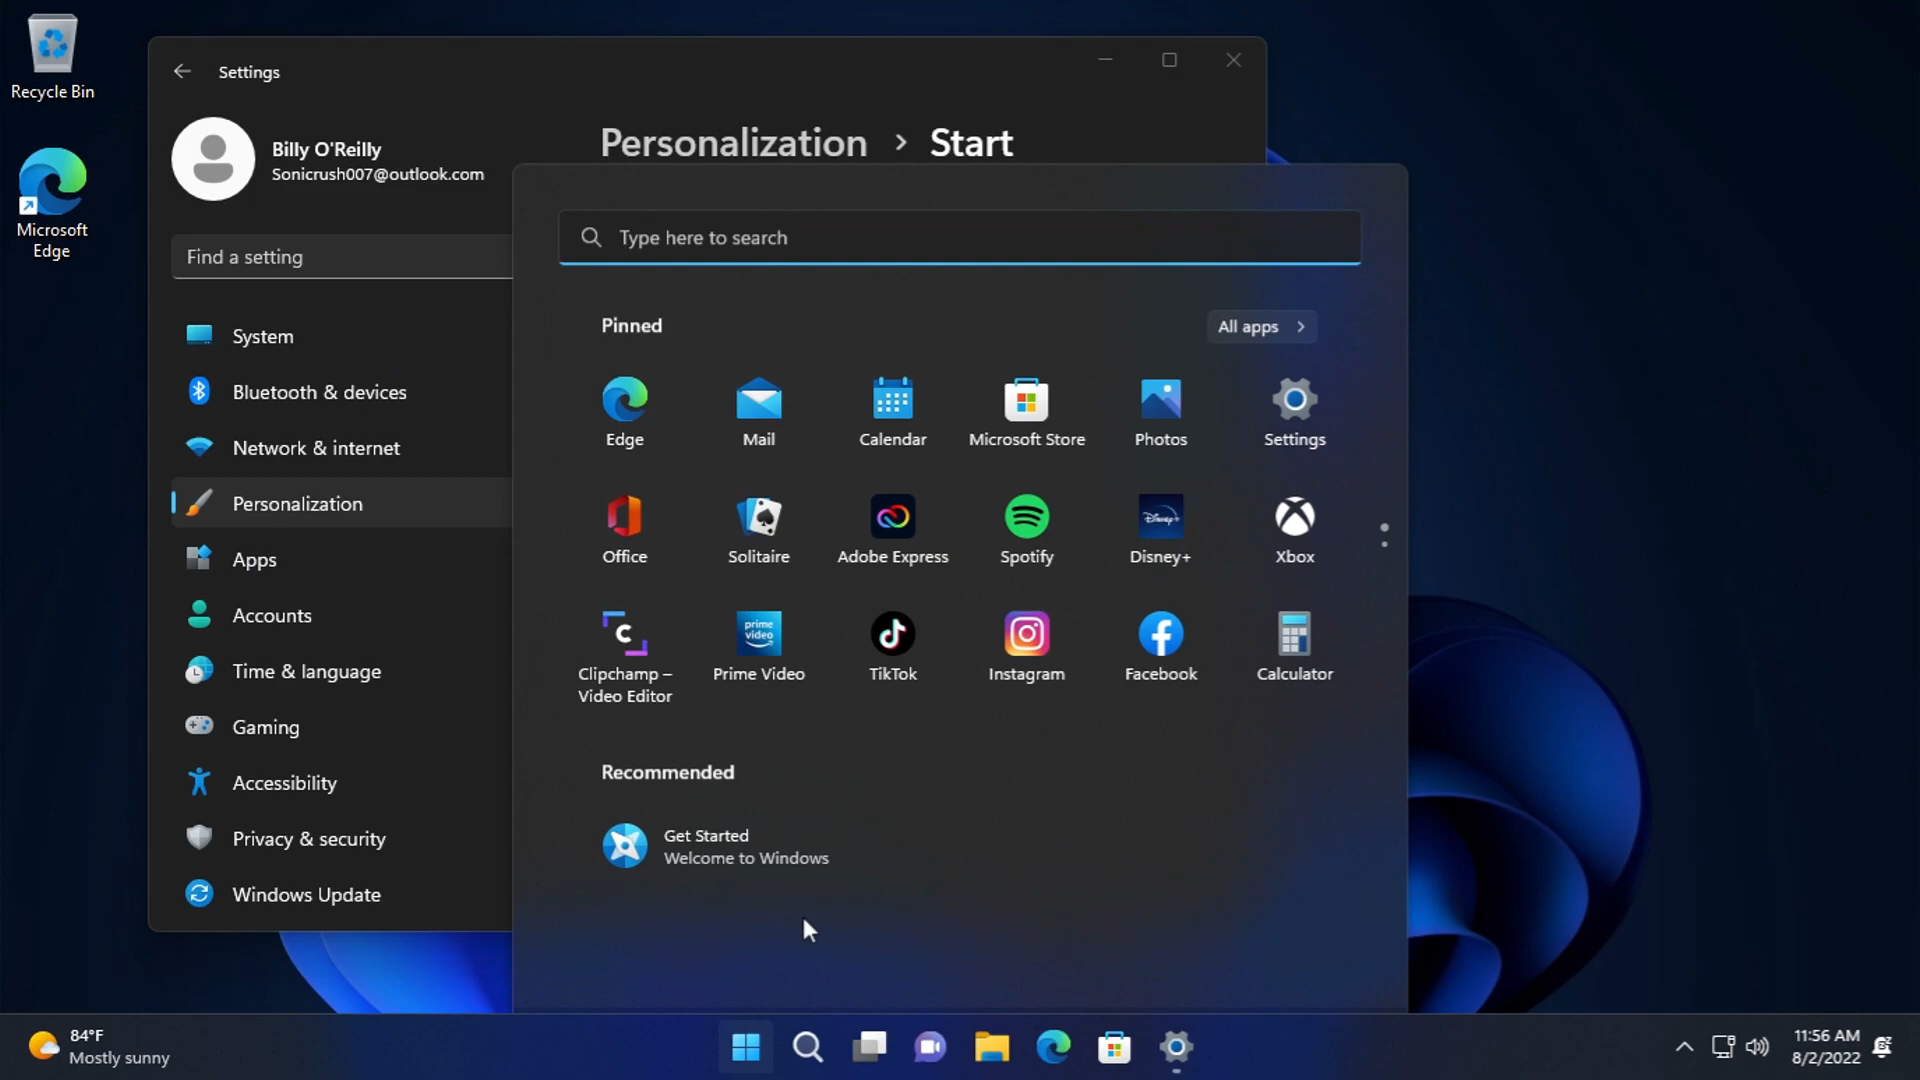 Recycle Bin
Microsoft
Edge
Settings
Billy O'Reilly
Sonicrush007@outlook.com
Find a setting
System
Bluetooth & devices
Network & internet
Personalization
Apps
Accounts
Time & language
Gaming
Accessibility
Privacy & security
Windows Update
Personalization › Start
Type here to search
Pinned
All apps
Edge
Mail
Calendar
Microsoft Store
Photos
Settings
Office
Solitaire
Adobe Express
Disney+
Spotify
Disney+
Xbox
prime
video
Clipchamp –
Video Editor
Prime Video
TikTok
Instagram
Facebook
Calculator
Recommended
Get Started
Welcome to Windows
84°F
Mostly sunny
11:56 AM
8/2/2022